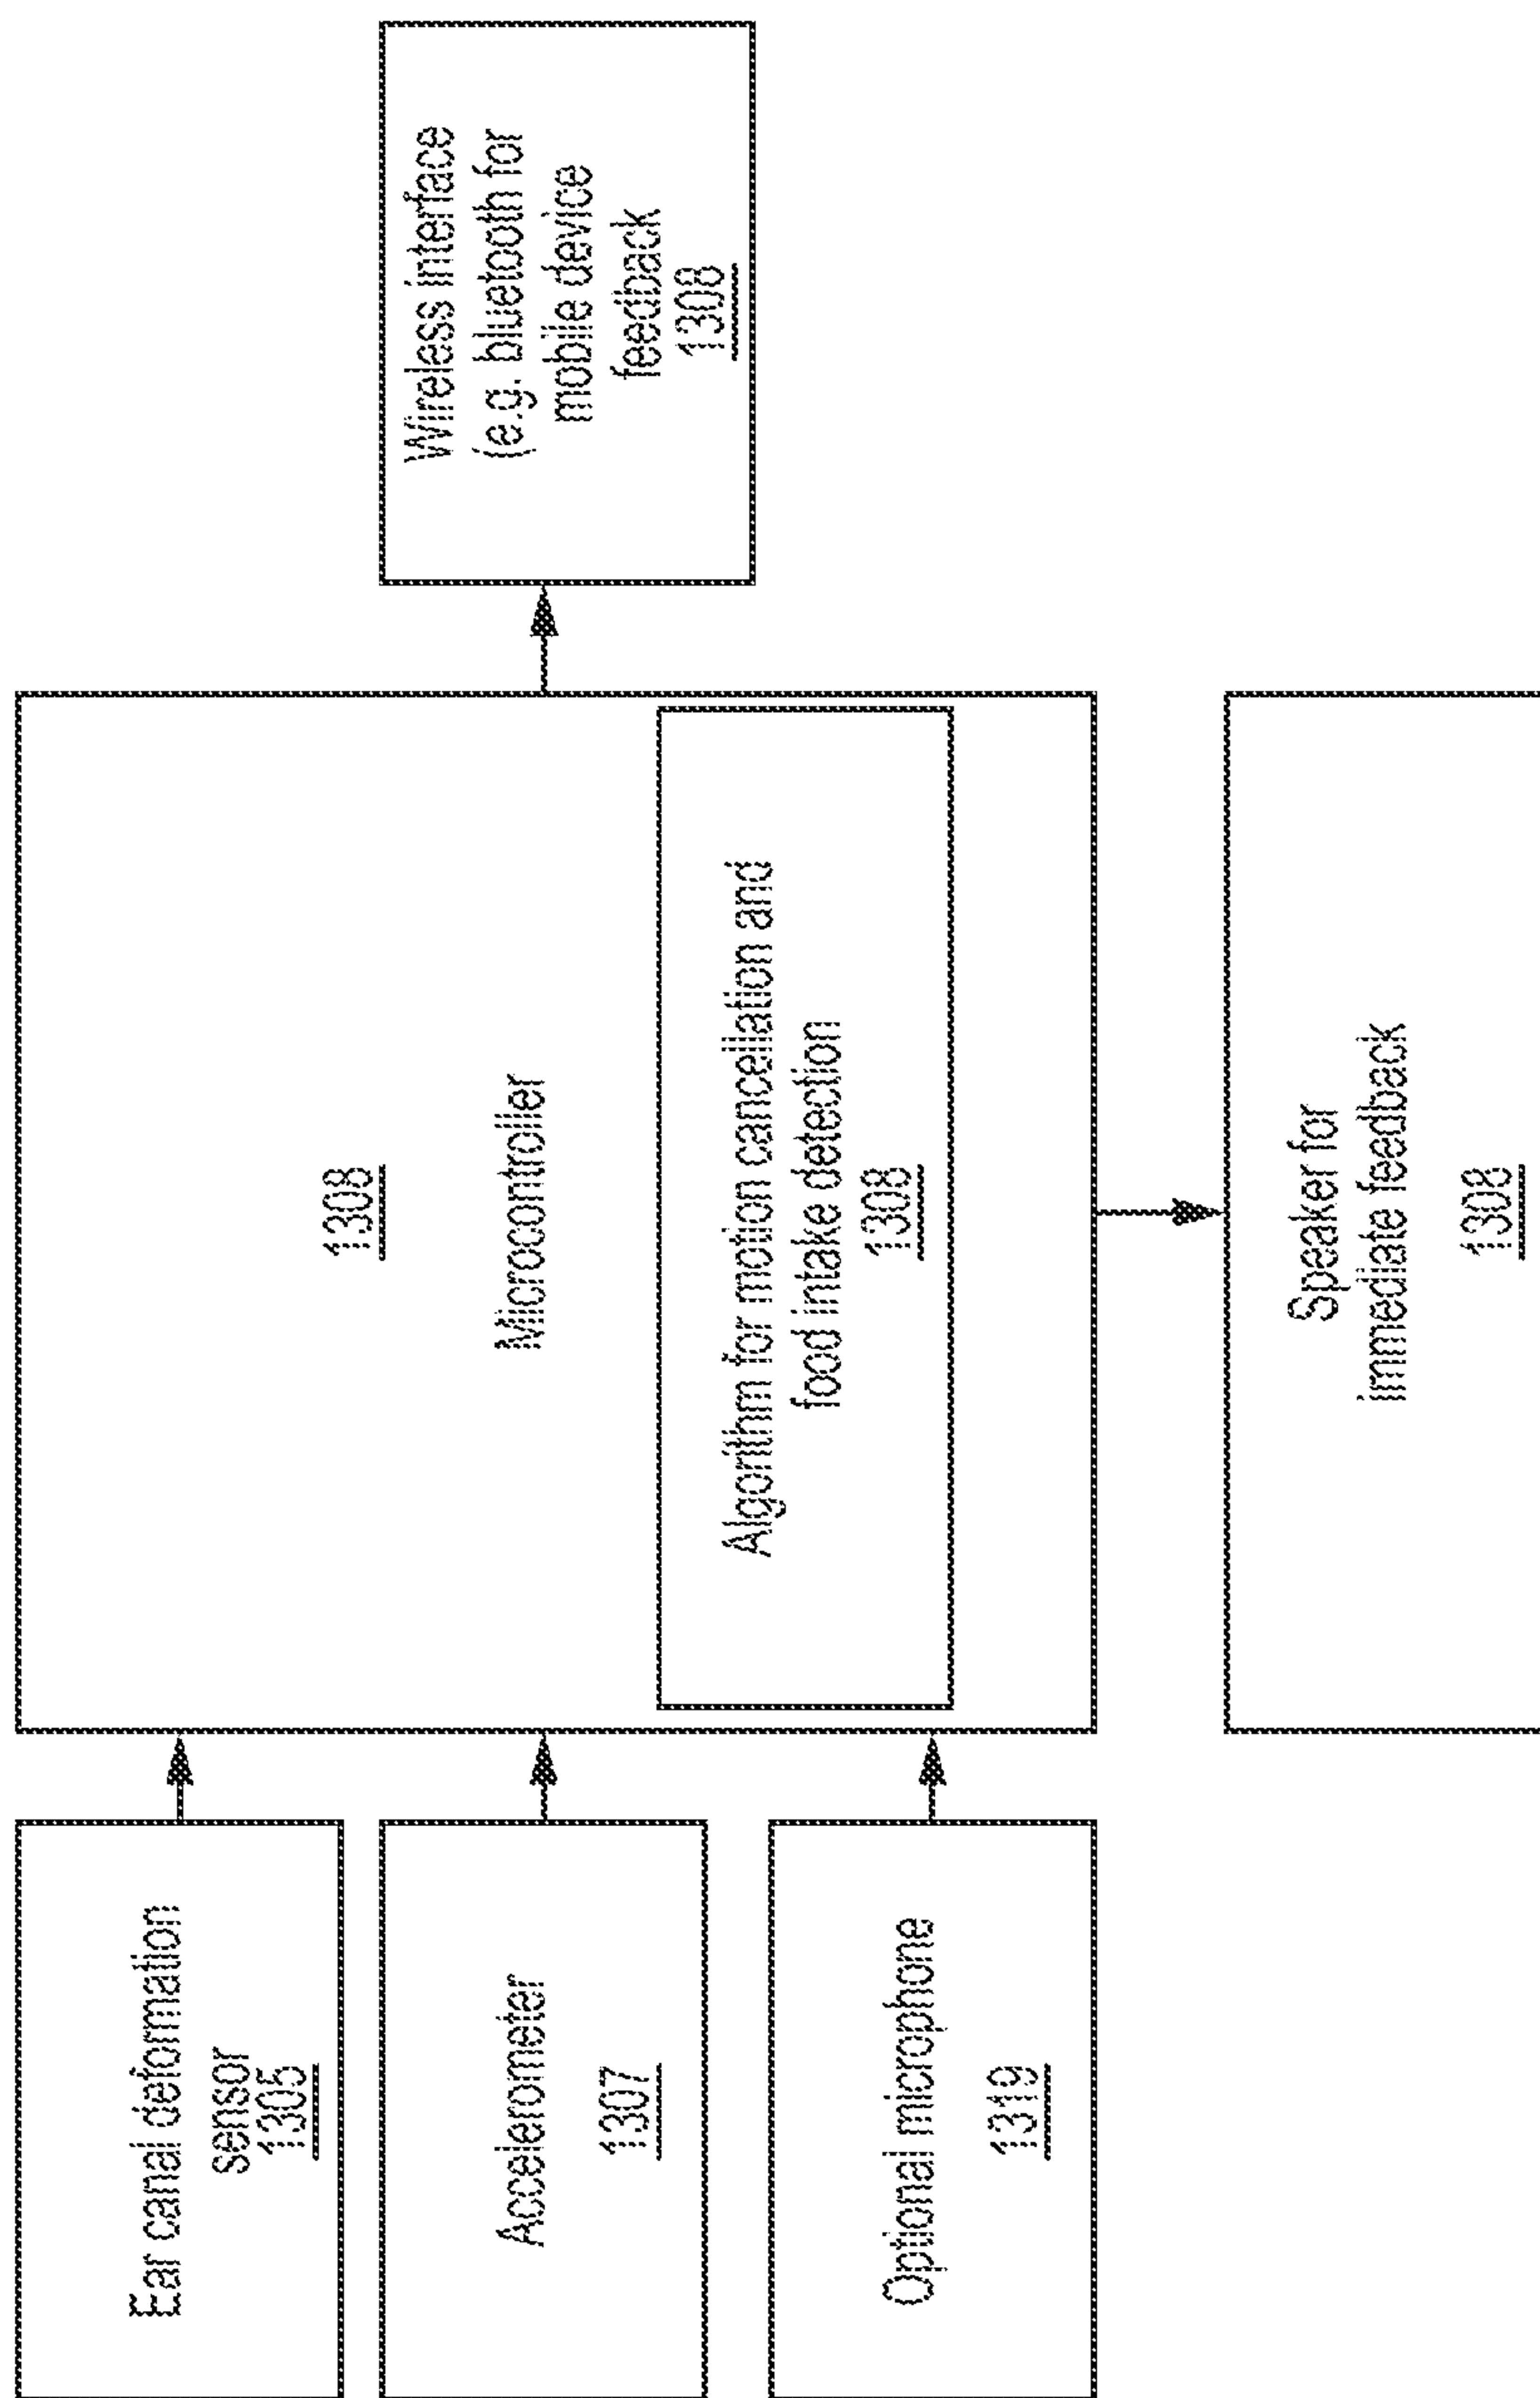 Ear canal deformation
sensor
1305
Accelerometer
1307
Optional microphone
1319
1308
Microcontroller
Algorithm for motion cancellation and
food intake detection
1308
Wireless interface
(e.g. bluetooth for
mobile device
feedback
1308
Speaker for
immediate feedback
1308